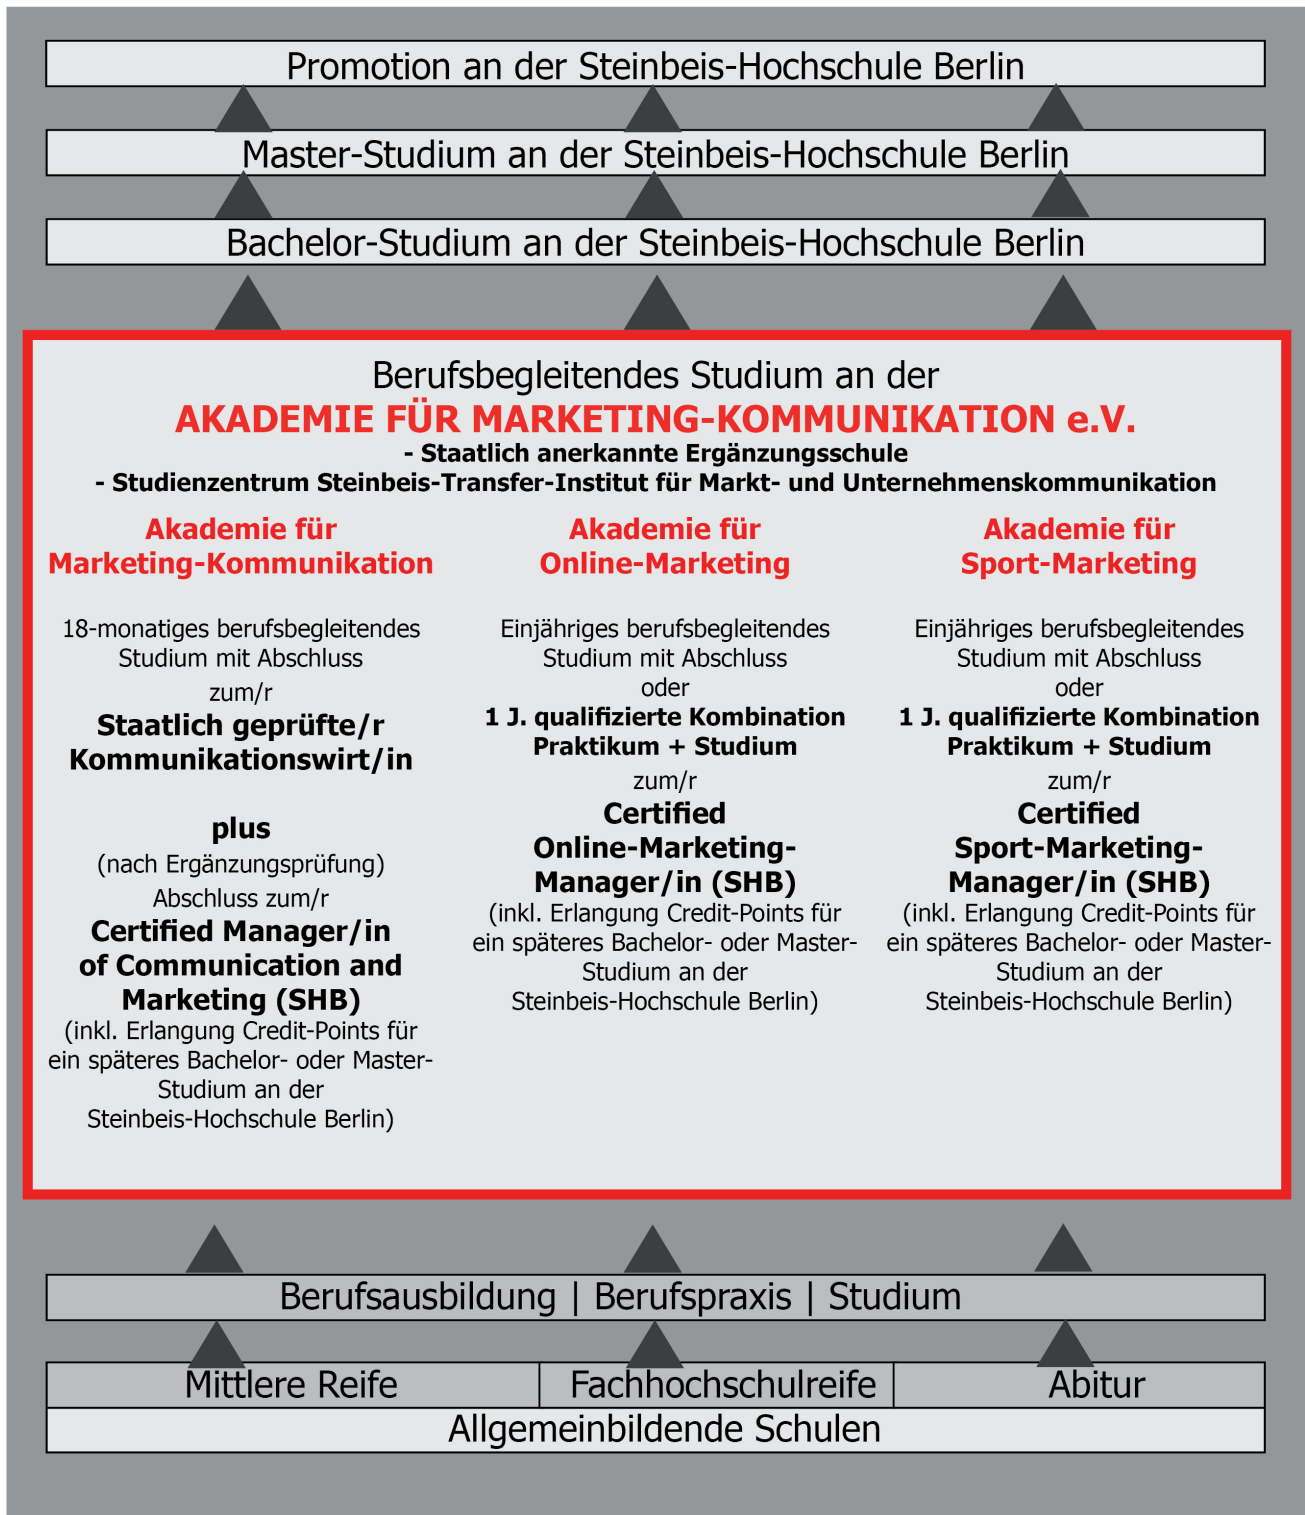 Promotion an der Steinbeis-Hochschule Berlin
Master-Studium an der Steinbeis-Hochschule Berlin
Bachelor-Studium an der Steinbeis-Hochschule Berlin
Berufsbegleitendes Studium an der
AKADEMIE FÜR MARKETING-KOMMUNIKATION e.V.
- Staatlich anerkannte Ergänzungsschule
- Studienzentrum Steinbeis-Transfer-Institut für Markt- und Unternehmenskommunikation
Akademie für
Marketing-Kommunikation
18-monatiges berufsbegleitendes
Studium mit Abschluss
zum/r
Staatlich geprüfte/r
Kommunikationswirt/in
plus
(nach Ergänzungsprüfung)
Abschluss zum/r
Certified Manager/in
of Communication and
Marketing (SHB)
(inkl. Erlangung Credit-Points für
ein späteres Bachelor- oder Master-
Studium an der
Steinbeis-Hochschule Berlin)
Akademie für
Online-Marketing
Einjähriges berufsbegleitendes
Studium mit Abschluss
oder
1 J. qualifizierte Kombination
Praktikum + Studium
zum/r
Certified
Online-Marketing-
Manager/in (SHB)
(inkl. Erlangung Credit-Points für
ein späteres Bachelor- oder Master-
Studium an der
Steinbeis-Hochschule Berlin)
Akademie für
Sport-Marketing
Einjähriges berufsbegleitendes
Studium mit Abschluss
oder
1 J. qualifizierte Kombination
Praktikum + Studium
zum/r
Certified
Sport-Marketing-
Manager/in (SHB)
(inkl. Erlangung Credit-Points für
ein späteres Bachelor- oder Master-
Studium an der
Steinbeis-Hochschule Berlin)
Berufsausbildung | Berufspraxis | Studium
Mittlere Reife
Fachhochschulreife
Abitur
Allgemeinbildende Schulen